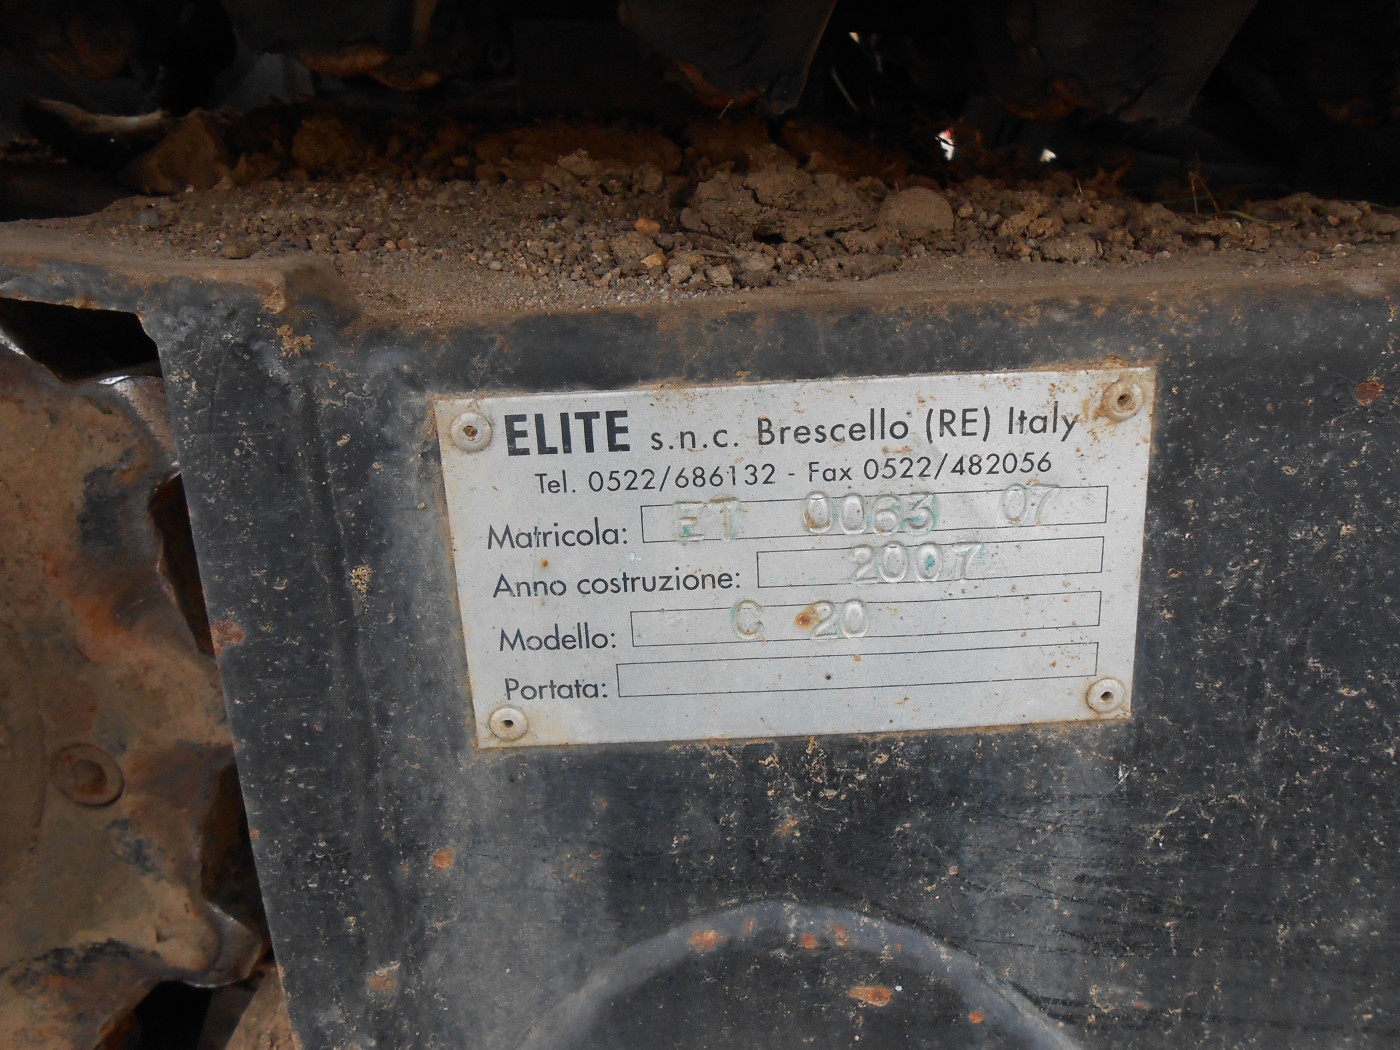 ELITE s.n.c. Brescello (RE) Italy
Tel. 0522/686132 - Fax 0522/482056
Matricola: ET 0063 07
Anno costruzione: 2007
Modello: C 20
Portata: